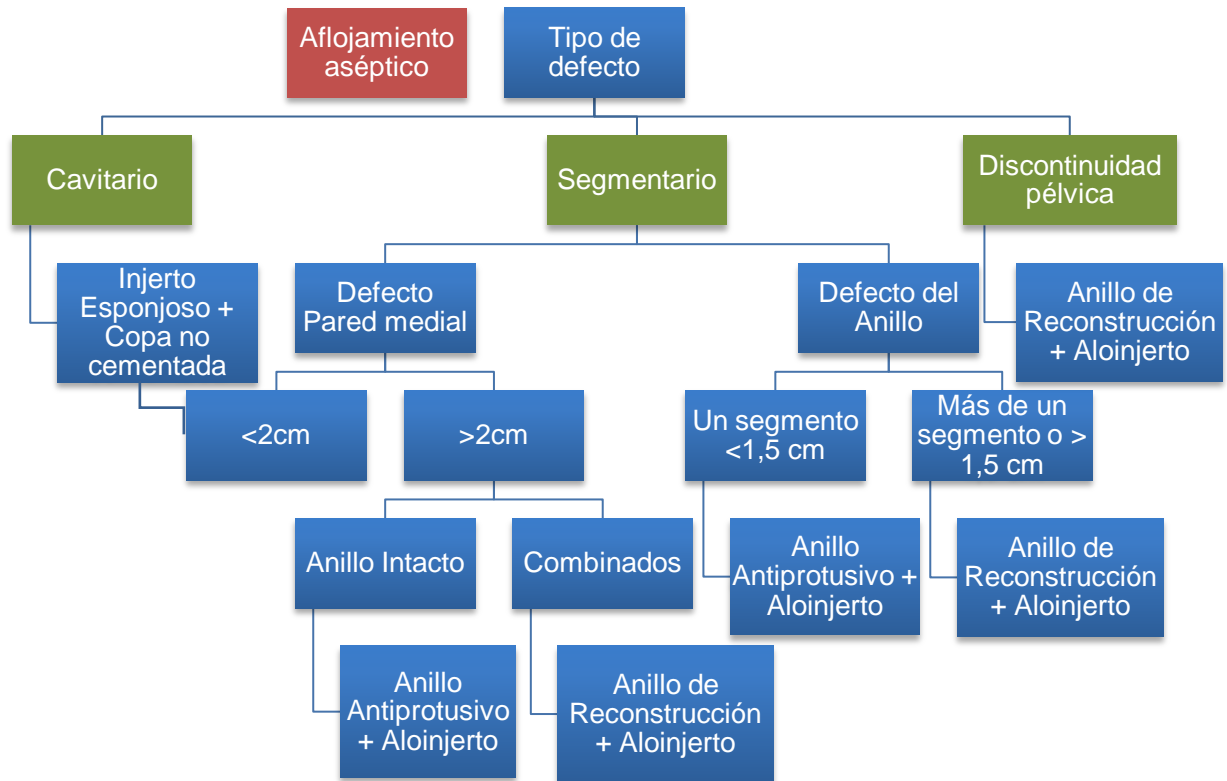 Aflojamiento
aséptico
Tipo de
defecto
Cavitario
Segmentario
Discontinuidad
pélvica
Injerto
Esponjoso +
Copa no
cementada
Defecto
Pared medial
Defecto del
Anillo
Anillo de
Reconstrucción
+ Aloinjerto
<2cm
>2cm
Un segmento
<1,5 cm
Más de un
segmento o >
1,5 cm
Anillo Intacto
Combinados
Anillo
Antiprotusivo +
Aloinjerto
Anillo de
Reconstrucción
+ Aloinjerto
Anillo
Antiprotusivo
+ Aloinjerto
Anillo de
Reconstrucción
+ Aloinjerto